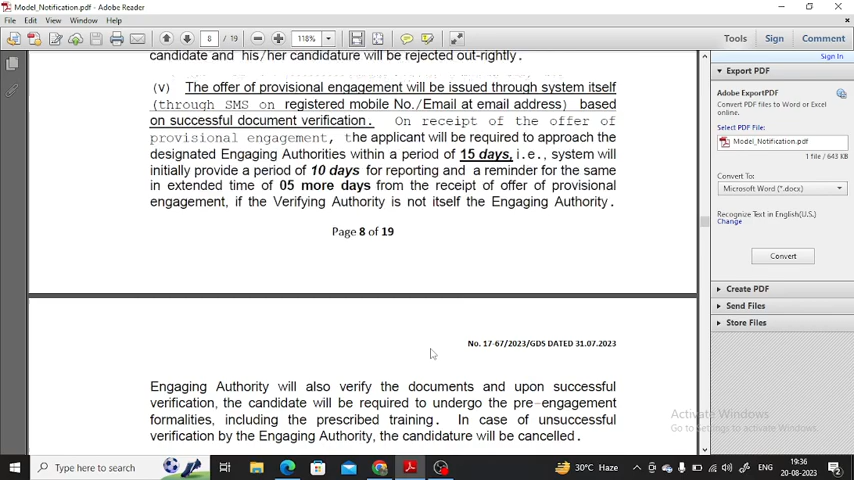 Model_Notification.pdf - Adobe Reader
File Edit View Window Help
8 / 19 118% Tools Sign Comment
candidate and his/her candidature will be rejected out-rightly.
(v) The offer of provisional engagement will be issued through system itself
(through SMS on registered mobile No./Email at email address) based
on successful document verification. On receipt of the offer of
provisional engagement, the applicant will be required to approach the
designated Engaging Authorities within a period of 15 days, i.e., system will
initially provide a period of 10 days for reporting and a reminder for the same
in extended time of 05 more days from the receipt of offer of provisional
engagement, if the Verifying Authority is not itself the Engaging Authority.
Page 8 of 19
No. 17-67/2023/GDS DATED 31.07.2023
Engaging Authority will also verify the documents and upon successful
verification, the candidate will be required to undergo the pre-engagement
formalities, including the prescribed training. In case of unsuccessful
verification by the Engaging Authority, the candidature will be cancelled.
Sign In
Export PDF
Adobe ExportPDF
Convert PDF files to Word or Excel
online.
Select PDF File:
Model_Notification.pdf
1 file / 643 KB
Convert To:
Microsoft Word (*.docx)
Recognize Text in English(U.S.)
Change
Convert
Create PDF
Send Files
Store Files
Activate Windows
Go to Settings to activate Windows.
Type here to search
30°C Haze
ENG
19:36
20-08-2023
2